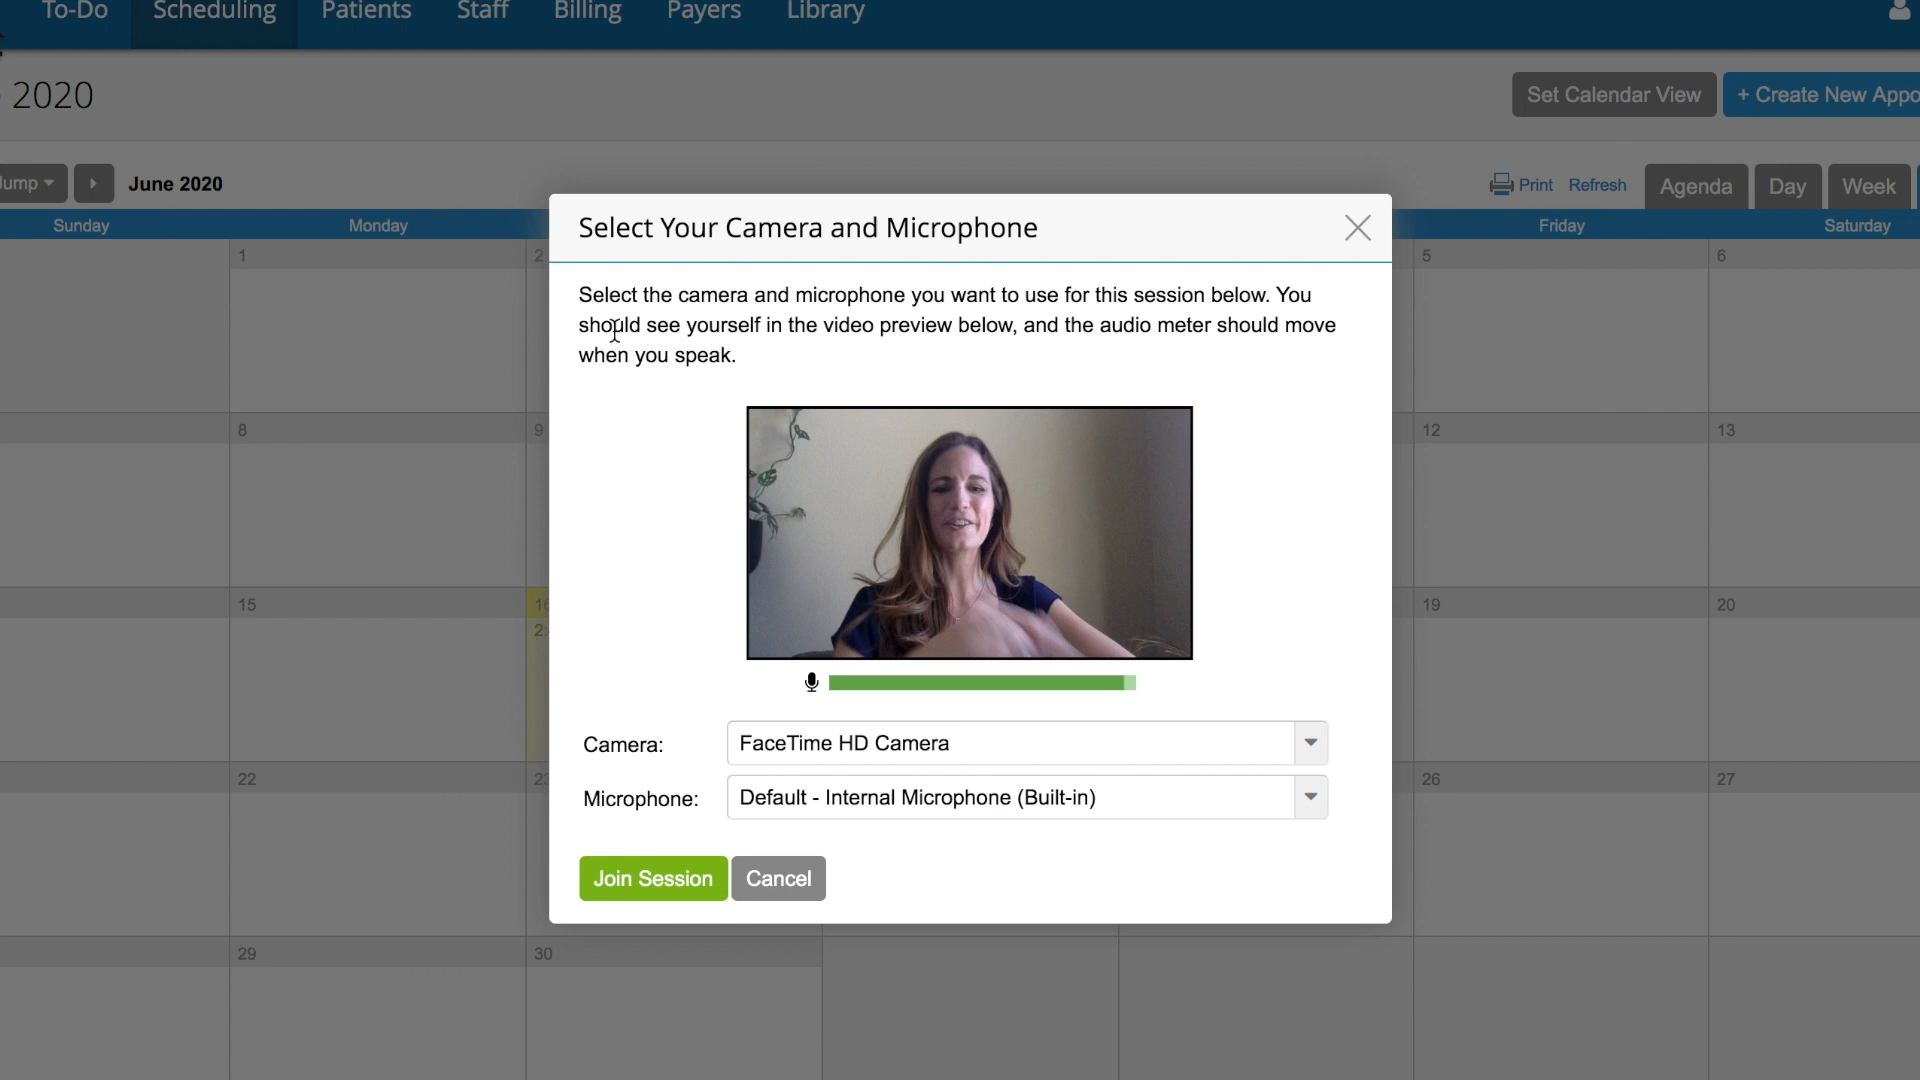 To-Do Scheduling Patients Staff Billing Payers Library
2020
Set Calendar View + Create New Appo
Jump June 2020
Print Refresh Agenda Day Week
Sunday Monday Friday Saturday
1 2 5 6
Select Your Camera and Microphone
Select the camera and microphone you want to use for this session below. You
should see yourself in the video preview below, and the audio meter should move
when you speak.
8 9 12 13
15 16 19 20
2:
Camera: FaceTime HD Camera
22 23 26 27
Microphone: Default - Internal Microphone (Built-in)
Join Session Cancel
29 30